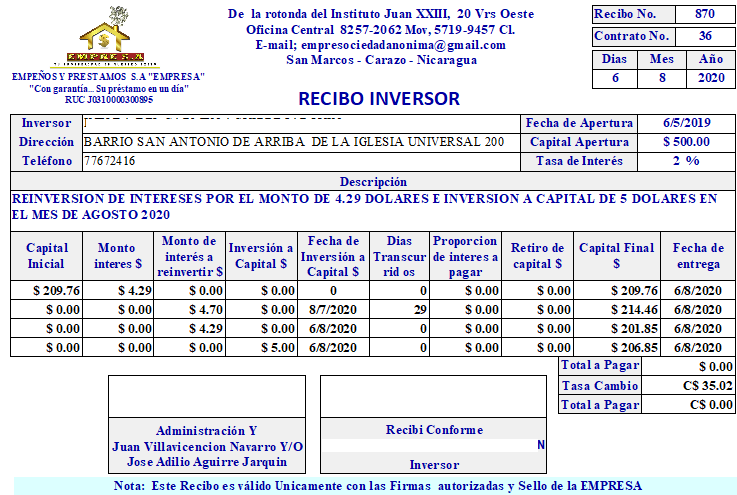 De la rotonda del Instituto Juan XXIII, 20 Vrs Oeste
Oficina Central 8257-2062 Mov, 5719-9457 Cl.
E-mail; empresociedadanonima@gmail.com
San Marcos - Carazo - Nicaragua
Recibo No. 870
Contrato No. 36
Dias Mes Año
6 8 2020
EMPRE S.A
EMPEÑOS Y PRESTAMOS S.A "EMPRESA"
"Con garantía... Su préstamo en un día"
RUC J0310000300895
RECIBO INVERSOR
Inversor
Fecha de Apertura 6/5/2019
Dirección BARRIO SAN ANTONIO DE ARRIBA DE LA IGLESIA UNIVERSAL 200
Capital Apertura $ 500.00
Teléfono 77672416
Tasa de Interés 2 %
Descripción
REINVERSION DE INTERESES POR EL MONTO DE 4.29 DOLARES E INVERSION A CAPITAL DE 5 DOLARES EN
EL MES DE AGOSTO 2020
Capital Inicial Monto interes $ Monto de interés a reinvertir $ Inversión a Capital $ Fecha de Inversión a Capital $ Dias Transcur rid os Proporcion de interes a pagar Retiro de capital $ Capital Final $ Fecha de entrega
$ 209.76 $ 4.29 $ 0.00 $ 0.00 0 0 $ 0.00 $ 0.00 $ 209.76 6/8/2020
$ 0.00 $ 4.70 $ 0.00 8/7/2020 29 $ 0.00 $ 0.00 $ 214.46 6/8/2020
$ 0.00 $ 4.29 $ 0.00 6/8/2020 0 $ 0.00 $ 0.00 $ 201.85 6/8/2020
$ 0.00 $ 0.00 $ 5.00 6/8/2020 0 $ 0.00 $ 0.00 $ 206.85 6/8/2020
Total a Pagar $ 0.00
Tasa Cambio C$ 35.02
Total a Pagar C$ 0.00
Administración Y
Juan Villavicencion Navarro Y/O
Jose Adilio Aguirre Jarquin
Recibi Conforme
N
Inversor
Nota: Este Recibo es válido Unicamente con las Firmas autorizadas y Sello de la EMPRESA